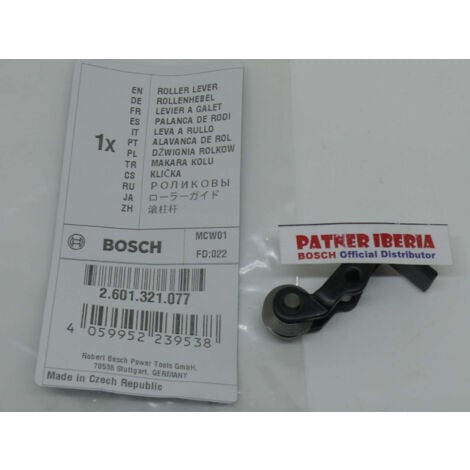 1x
EN ROLLER LEVER
DE ROLLENHEBEL
FR LEVIER A GALET
ES PALANCA DE RODI
IT LEVA A RULLO
PT ALAVANCA DE ROL
PL DŹWIGNIA ROLKOW
TR MAKARA KOLU
CS KLIČKA
RU РОЛИКОВЫ
JA ローラーガイド
ZH 滚柱杆
BOSCH
MCW01
FD:022
2.601.321.077
4 059952 239538
Robert Bosch Power Tools GmbH.
70538 Stuttgart, GERMANY
Made in Czech Republic
PATNER IBERIA
BOSCH Official Distributor